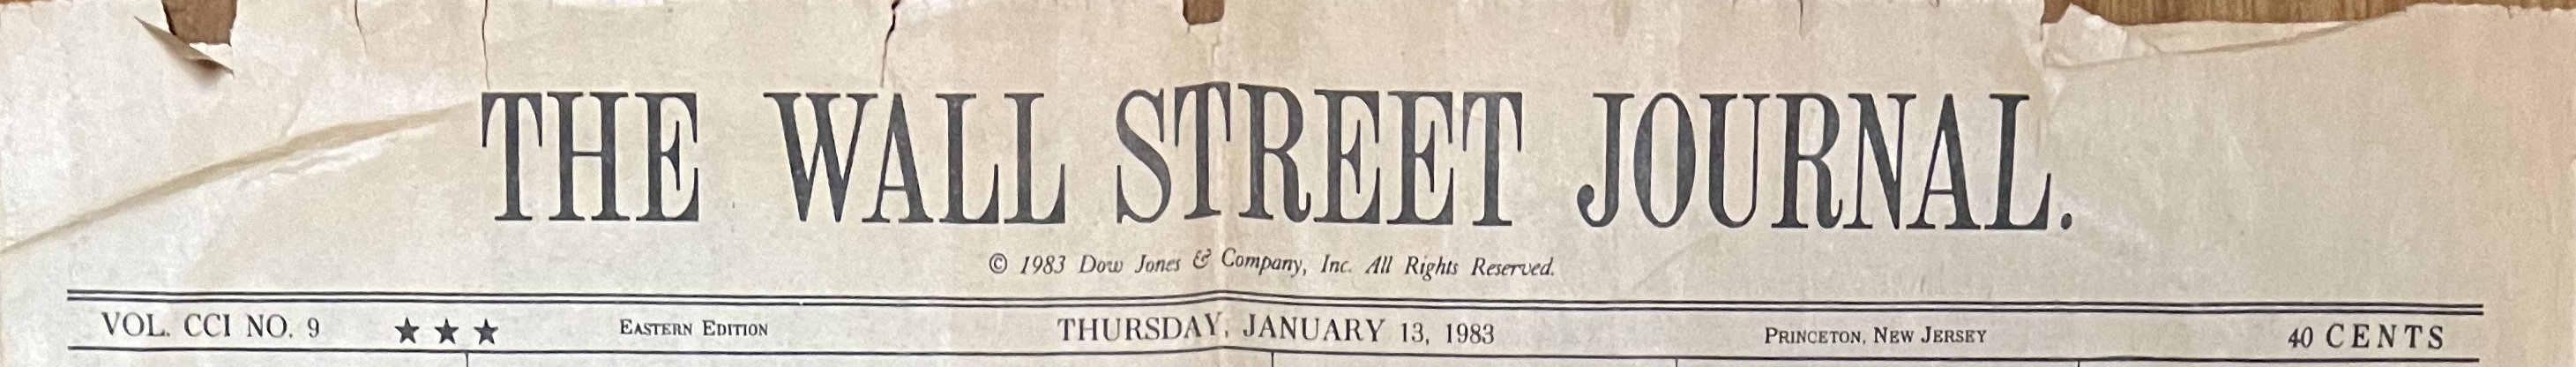 THE WALL STREET JOURNAL.
© 1983 Dow Jones & Company, Inc. All Rights Reserved.
VOL. CCI NO. 9 ★ ★ ★ EASTERN EDITION THURSDAY, JANUARY 13, 1983 PRINCETON, NEW JERSEY 40 CENTS